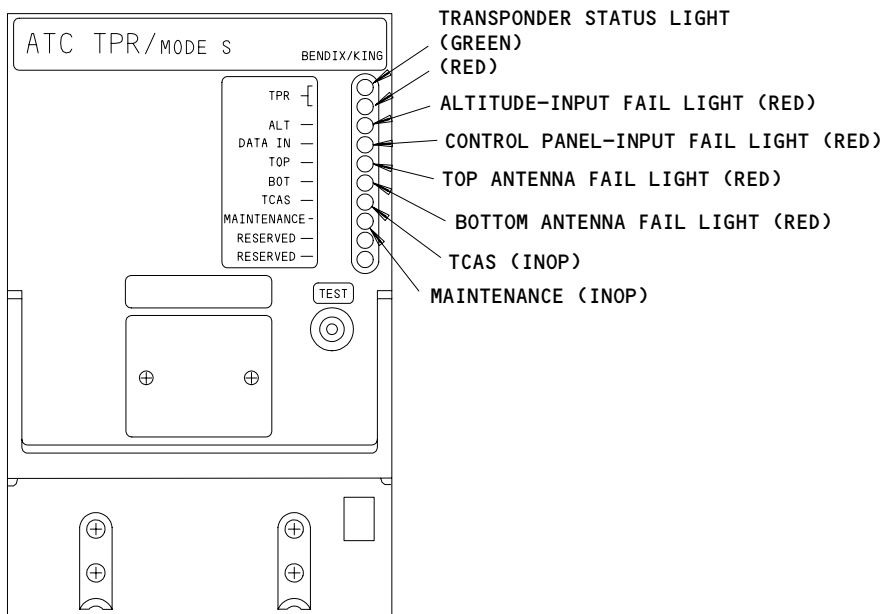 ATC TPR/MODE S
BENDIX/KING
TPR
ALT
DATA IN
TOP
BOT
TCAS
MAINTENANCE
RESERVED
RESERVED
TEST
TRANSPONDER STATUS LIGHT
(GREEN)
(RED)
ALTITUDE-INPUT FAIL LIGHT (RED)
CONTROL PANEL-INPUT FAIL LIGHT (RED)
TOP ANTENNA FAIL LIGHT (RED)
BOTTOM ANTENNA FAIL LIGHT (RED)
TCAS (INOP)
MAINTENANCE (INOP)